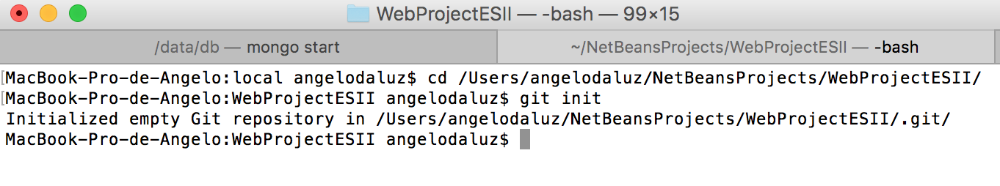 WebProjectESII — -bash — 99×15
/data/db — mongo start
~/NetBeansProjects/WebProjectESII — -bash
[MacBook-Pro-de-Angelo:local angelodaluz$ cd /Users/angelodaluz/NetBeansProjects/WebProjectESII/
[MacBook-Pro-de-Angelo:WebProjectESII angelodaluz$ git init
Initialized empty Git repository in /Users/angelodaluz/NetBeansProjects/WebProjectESII/.git/
MacBook-Pro-de-Angelo:WebProjectESII angelodaluz$